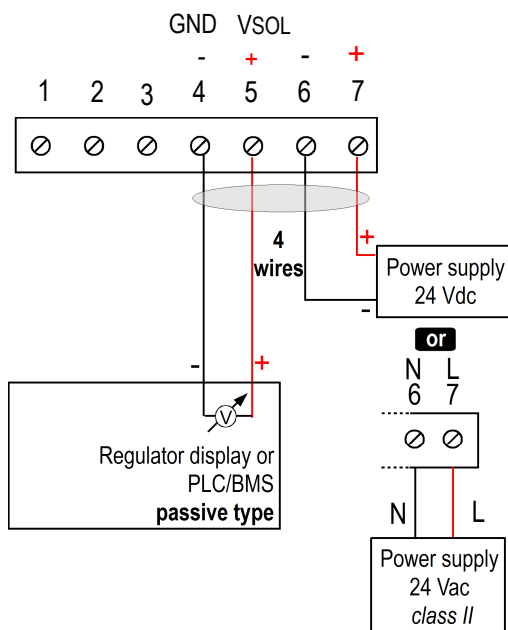 GND VSOL
- + - +
1 2 3 4 5 6 7
4
wires
+
Power supply
24 Vdc
-
or
- +
V
Regulator display or
PLC/BMS
passive type
N L
6 7
N L
Power supply
24 Vac
class II